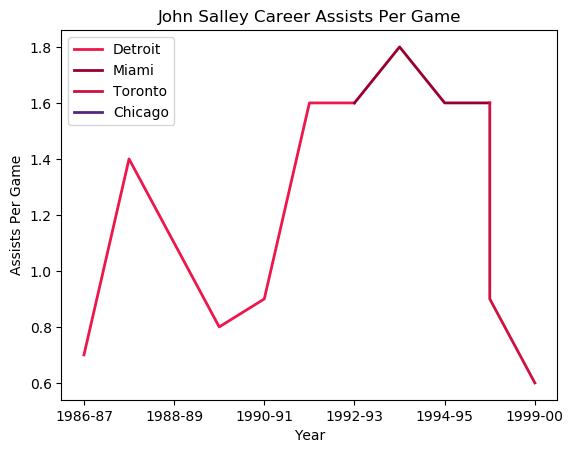 John Salley Career Assists Per Game
Detroit
Miami
Toronto
Chicago
Assists Per Game
1.8
1.6
1.4
1.2
1.0
0.8
0.6
1986-87 1988-89 1990-91 1992-93 1994-95 1999-00
Year